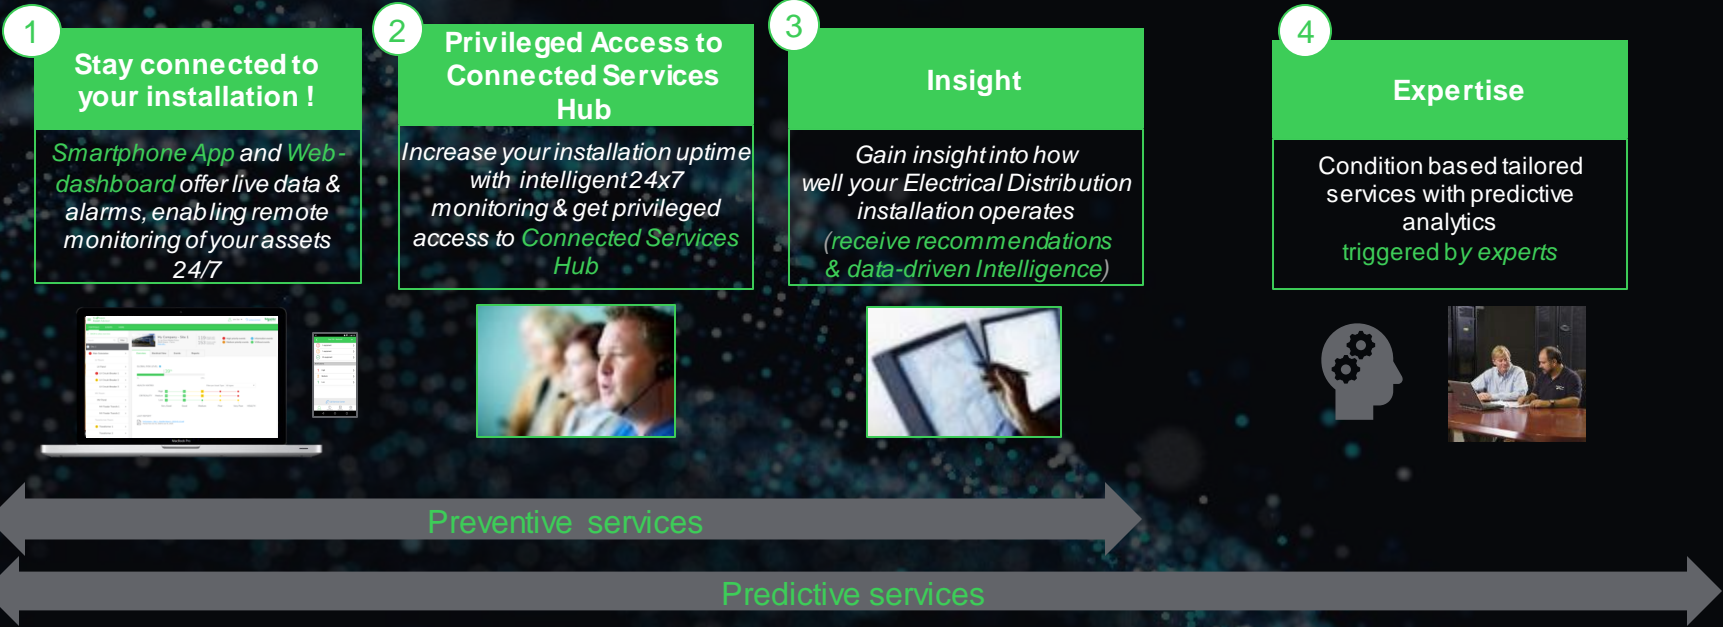 1
Stay connected to
your installation !
Smartphone App and Web-
dashboard offer live data &
alarms, enabling remote
monitoring of your assets
24/7
2
Privileged Access to
Connected Services
Hub
Increase your installation uptime
with intelligent 24x7
monitoring & get privileged
access to Connected Services
Hub
3
Insight
Gain insight into how
well your Electrical Distribution
installation operates
(receive recommendations
& data-driven Intelligence)
4
Expertise
Condition based tailored
services with predictive
analytics
triggered by experts
Preventive services
Predictive services